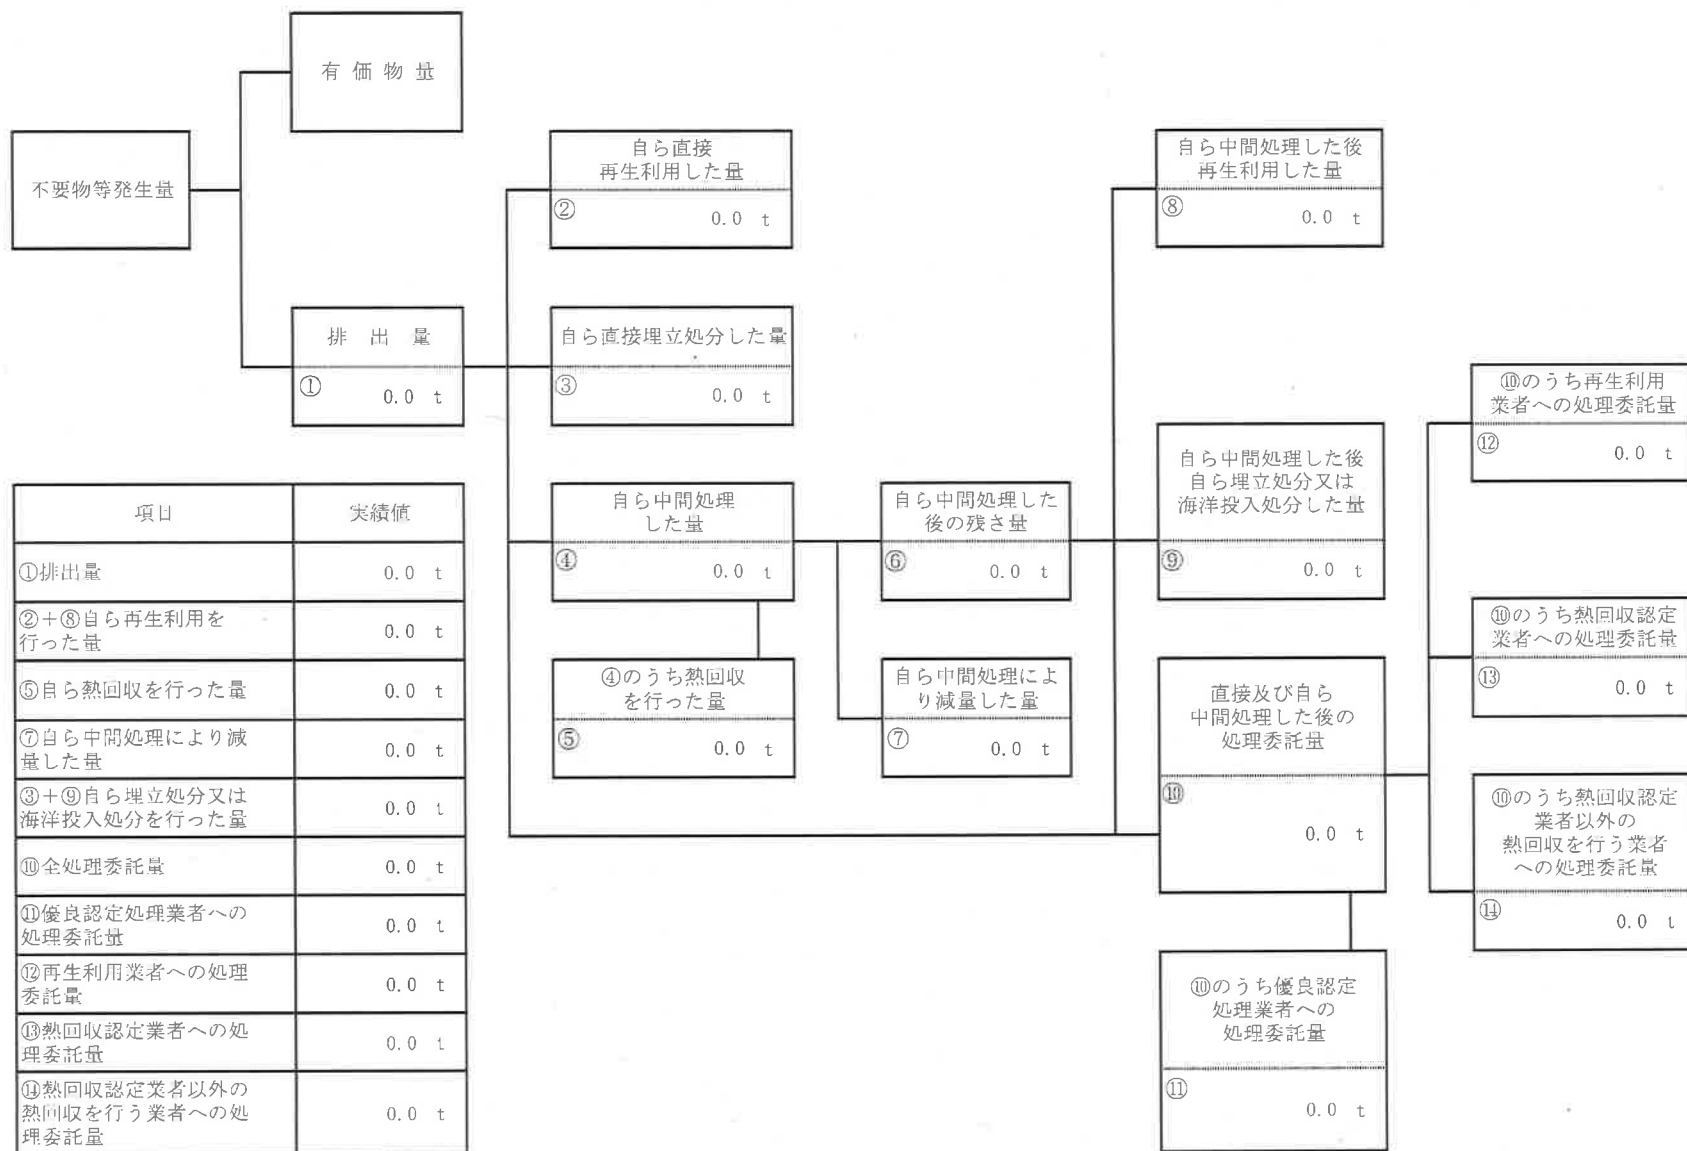 有価物量
不要物等発生量
排出量
① 0.0 t
自ら直接
再生利用した量
② 0.0 t
自ら直接埋立処分した量
③ 0.0 t
自ら中間処理
した量
④ 0.0 t
④のうち熱回収
を行った量
⑤ 0.0 t
自ら中間処理した
後の残さ量
⑥ 0.0 t
自ら中間処理によ
り減量した量
⑦ 0.0 t
自ら中間処理した後
再生利用した量
⑧ 0.0 t
自ら中間処理した後
自ら埋立処分又は
海洋投入処分した量
⑨ 0.0 t
直接及び自ら
中間処理した後の
処理委託量
⑩ 0.0 t
⑩のうち優良認定
処理業者への
処理委託量
⑪ 0.0 t
⑩のうち再生利用
業者への処理委託量
⑫ 0.0 t
⑩のうち熱回収認定
業者への処理委託量
⑬ 0.0 t
⑩のうち熱回収認定
業者以外の
熱回収を行う業者
への処理委託量
⑭ 0.0 t
項目 実績値
①排出量 0.0 t
②+⑧自ら再生利用を
行った量 0.0 t
⑤自ら熱回収を行った量 0.0 t
⑦自ら中間処理により減
量した量 0.0 t
③+⑨自ら埋立処分又は
海洋投入処分を行った量 0.0 t
⑩全処理委託量 0.0 t
⑪優良認定処理業者への
処理委託量 0.0 t
⑫再生利用業者への処理
委託量 0.0 t
⑬熱回収認定業者への処
理委託量 0.0 t
⑭熱回収認定業者以外の
熱回収を行う業者への処
理委託量 0.0 t